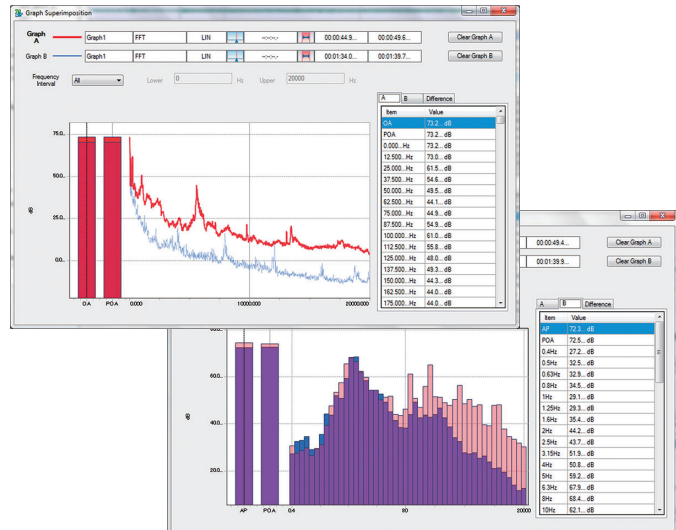 Graph Superimposition
Graph A Graph1 FFT LIN --:--.- 00:00:44.9... 00:00:49.6... Clear Graph A
Graph B Graph1 FFT LIN --:--.- 00:01:34.0... 00:01:39.7... Clear Graph B
Frequency Interval All Lower 0 Hz Upper 20000 Hz
A B Difference
Item Value
OA 73.2... dB
POA 73.2... dB
0.000...Hz 73.2... dB
12.500...Hz 73.0... dB
25.000...Hz 61.5... dB
37.500...Hz 54.6... dB
50.000...Hz 49.5... dB
62.500...Hz 44.1... dB
75.000...Hz 44.9... dB
87.500...Hz 54.9... dB
100.000...Hz 61.0... dB
112.500...Hz 55.8... dB
125.000...Hz 48.0... dB
137.500...Hz 49.3... dB
150.000...Hz 44.3... dB
162.500...Hz 44.0... dB
175.000...Hz 44.0... dB
75.0..
50.0..
25.0..
0.0..
dB
OA POA 0.0000 10000.000 20000.000
00:00:49.4... Clear Graph A
00:01:39.9... Clear Graph B
A B Difference
Item Value
AP 72.3... dB
POA 72.5... dB
0.4Hz 27.2... dB
0.5Hz 32.5... dB
0.63Hz 32.9... dB
0.8Hz 34.5... dB
1Hz 29.1... dB
1.25Hz 29.3... dB
1.6Hz 35.4... dB
2Hz 44.2... dB
2.5Hz 43.7... dB
3.15Hz 51.9... dB
4Hz 50.8... dB
5Hz 59.2... dB
6.3Hz 67.9... dB
8Hz 68.4... dB
10Hz 62.1... dB
60.0..
40.0..
20.0..
dB
AP POA 0.4 80 20000